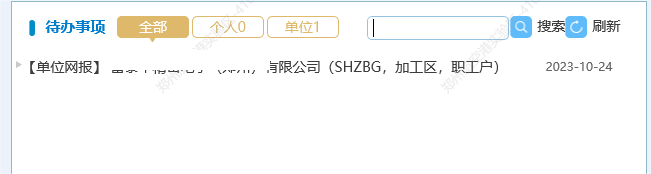 待办事项 全部 个人0 单位1 搜索 刷新
【单位网报】 有限公司（SHZBG，加工区，职工户） 2023-10-24